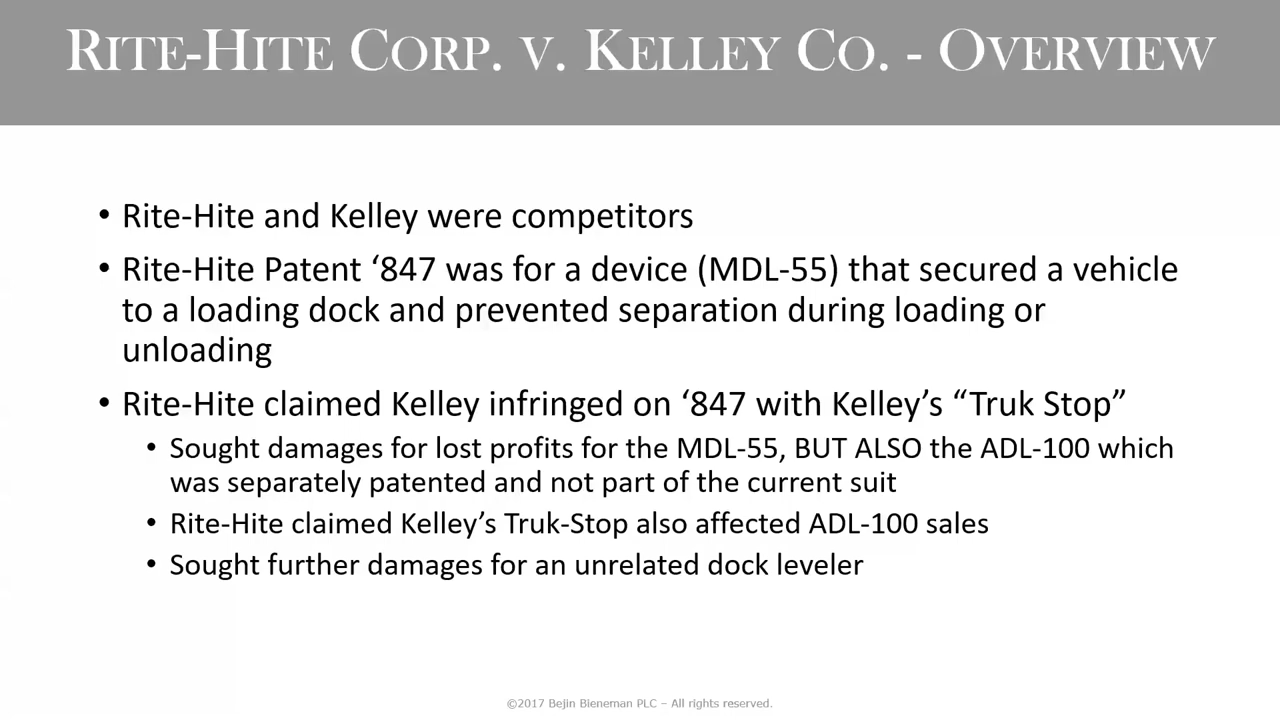 RITE-HITE CORP. V. KELLEY CO. - OVERVIEW
• Rite-Hite and Kelley were competitors
• Rite-Hite Patent ‘847 was for a device (MDL-55) that secured a vehicle
to a loading dock and prevented separation during loading or
unloading
• Rite-Hite claimed Kelley infringed on ‘847 with Kelley’s “Truk Stop”
• Sought damages for lost profits for the MDL-55, BUT ALSO the ADL-100 which
was separately patented and not part of the current suit
• Rite-Hite claimed Kelley’s Truk-Stop also affected ADL-100 sales
• Sought further damages for an unrelated dock leveler
©2017 Bejin Bieneman PLC – All rights reserved.